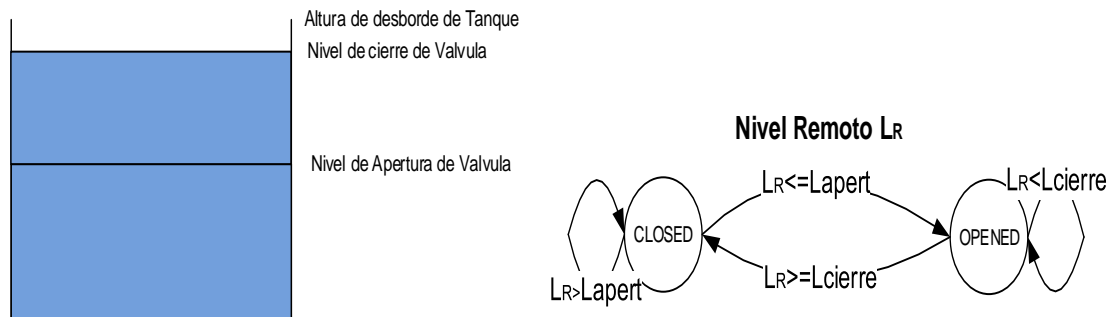 Altura de desborde de Tanque
Nivel de cierre de Valvula
Nivel de Apertura de Valvula
Nivel Remoto LR
LR<=Lapert
LR<Lcierre
CLOSED
OPENED
LR>Lapert
LR>=Lcierre